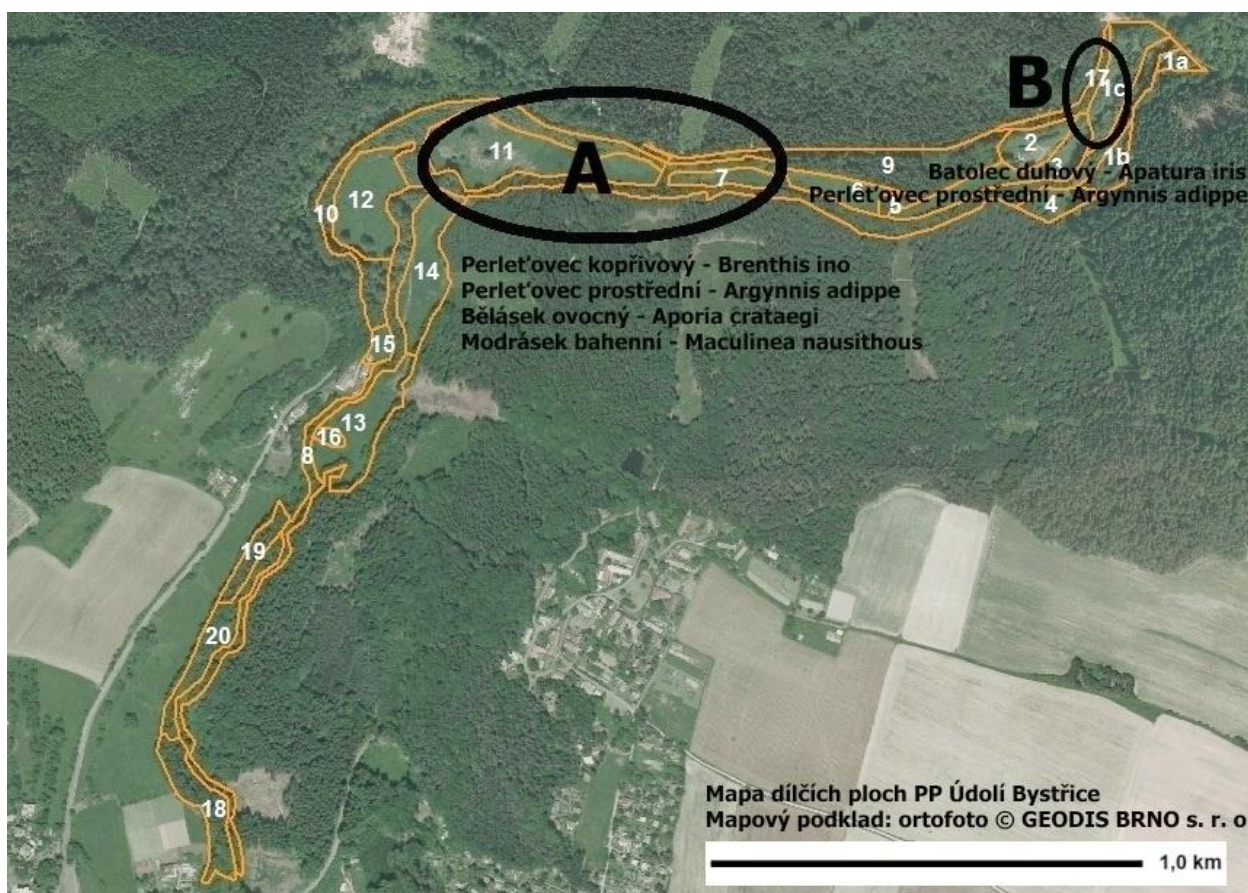 B
1a
17
1c
2
3
1b
11
A
9
7
6
5
4
Batolec duhový - Apatura iris
Perleťovec prostřední - Argynnis adippe
12
10
14
Perleťovec kopřivový - Brenthis ino
Perleťovec prostřední - Argynnis adippe
Bělásek ovocný - Aporia crataegi
Modrásek bahenní - Maculinea nausithous
15
13
16
8
19
20
18
Mapa dílčích ploch PP Údolí Bystřice
Mapový podklad: ortofoto © GEODIS BRNO s. r. o
1,0 km